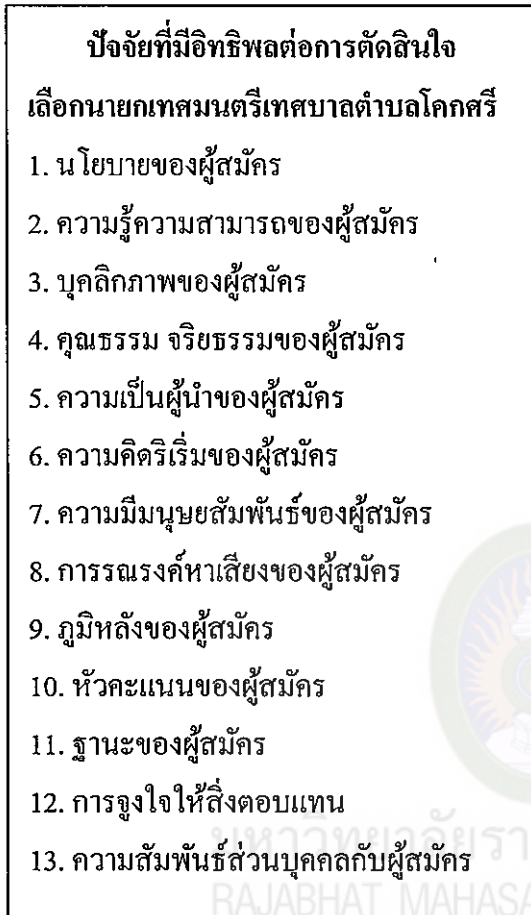 ปัจจัยที่มีอิทธิพลต่อการตัดสินใจ
เลือกนายกเทศมนตรีเทศบาลตำบลโคกศรี
1. นโยบายของผู้สมัคร
2. ความรู้ความสามารถของผู้สมัคร
3. บุคลิกภาพของผู้สมัคร
4. คุณธรรม จริยธรรมของผู้สมัคร
5. ความเป็นผู้นำของผู้สมัคร
6. ความคิดริเริ่มของผู้สมัคร
7. ความมีมนุษยสัมพันธ์ของผู้สมัคร
8. การรณรงค์หาเสียงของผู้สมัคร
9. ภูมิหลังของผู้สมัคร
10. หัวคะแนนของผู้สมัคร
11. ฐานะของผู้สมัคร
12. การจูงใจให้สิ่งตอบแทน
13. ความสัมพันธ์ส่วนบุคคลกับผู้สมัคร
RAJABHAT